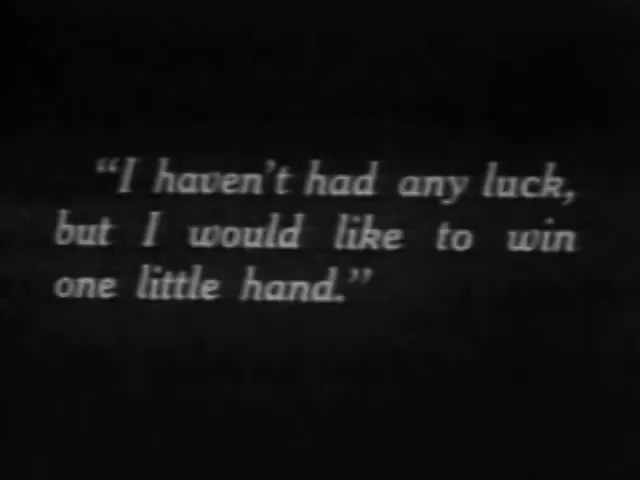 “I haven’t had any luck,
but I would like to win
one little hand.”